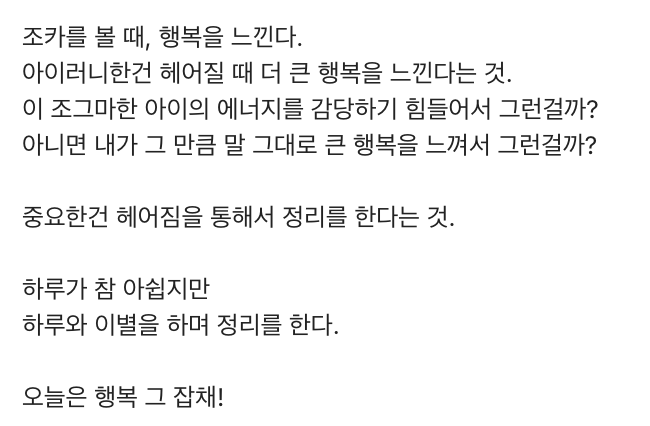 조카를 볼 때, 행복을 느낀다.
아이러니한건 헤어질 때 더 큰 행복을 느낀다는 것.
이 조그마한 아이의 에너지를 감당하기 힘들어서 그런걸까?
아니면 내가 그 만큼 말 그대로 큰 행복을 느껴서 그런걸까?
중요한건 헤어짐을 통해서 정리를 한다는 것.
하루가 참 아쉽지만
하루와 이별을 하며 정리를 한다.
오늘은 행복 그 잡채!